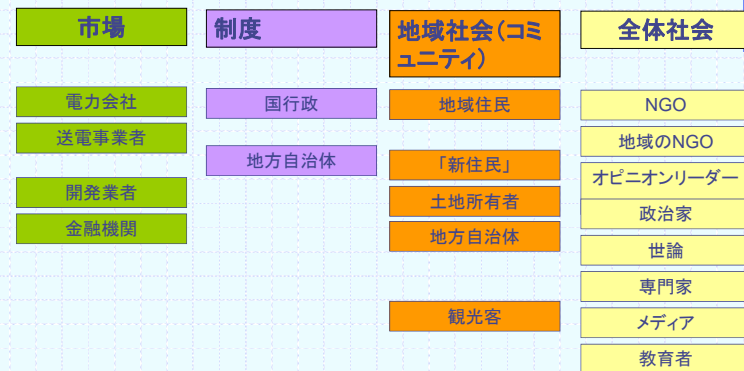 市場
電力会社
送電事業者
開発業者
金融機関
制度
国行政
地方自治体
地域社会(コミ
ュニティ)
地域住民
「新住民」
土地所有者
地方自治体
観光客
全体社会
NGO
地域のNGO
オピニオンリーダー
政治家
世論
専門家
メディア
教育者